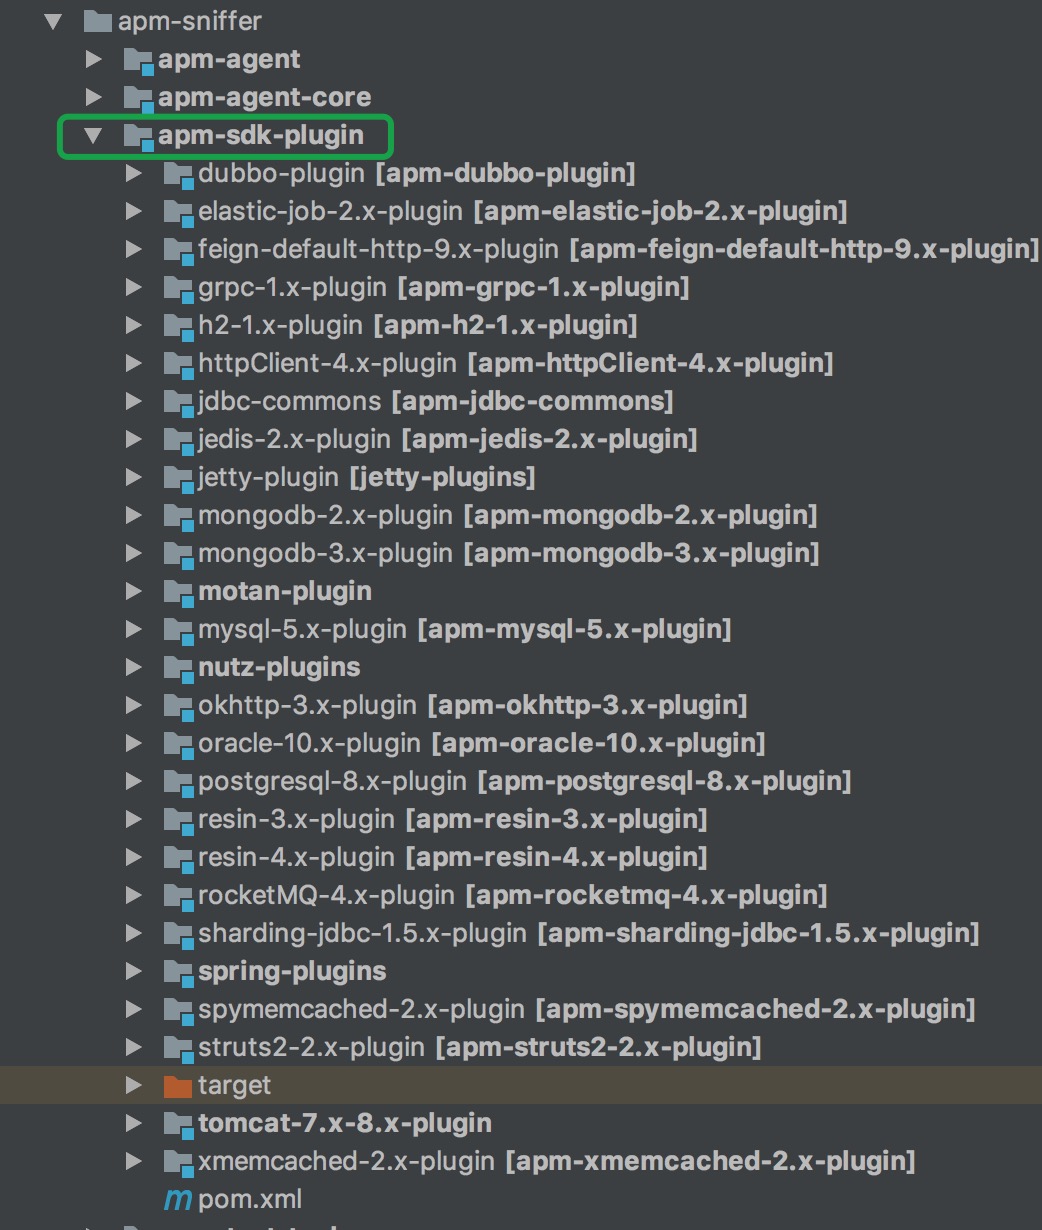 apm-sniffer
apm-agent
apm-agent-core
apm-sdk-plugin
dubbo-plugin [apm-dubbo-plugin]
elastic-job-2.x-plugin [apm-elastic-job-2.x-plugin]
feign-default-http-9.x-plugin [apm-feign-default-http-9.x-plugin]
grpc-1.x-plugin [apm-grpc-1.x-plugin]
h2-1.x-plugin [apm-h2-1.x-plugin]
httpClient-4.x-plugin [apm-httpClient-4.x-plugin]
jdbc-commons [apm-jdbc-commons]
jedis-2.x-plugin [apm-jedis-2.x-plugin]
jetty-plugin [jetty-plugins]
mongodb-2.x-plugin [apm-mongodb-2.x-plugin]
mongodb-3.x-plugin [apm-mongodb-3.x-plugin]
motan-plugin
mysql-5.x-plugin [apm-mysql-5.x-plugin]
nutz-plugins
okhttp-3.x-plugin [apm-okhttp-3.x-plugin]
oracle-10.x-plugin [apm-oracle-10.x-plugin]
postgresql-8.x-plugin [apm-postgresql-8.x-plugin]
resin-3.x-plugin [apm-resin-3.x-plugin]
resin-4.x-plugin [apm-resin-4.x-plugin]
rocketMQ-4.x-plugin [apm-rocketmq-4.x-plugin]
sharding-jdbc-1.5.x-plugin [apm-sharding-jdbc-1.5.x-plugin]
spring-plugins
spymemcached-2.x-plugin [apm-spymemcached-2.x-plugin]
struts2-2.x-plugin [apm-struts2-2.x-plugin]
target
tomcat-7.x-8.x-plugin
xmemcached-2.x-plugin [apm-xmemcached-2.x-plugin]
m pom.xml